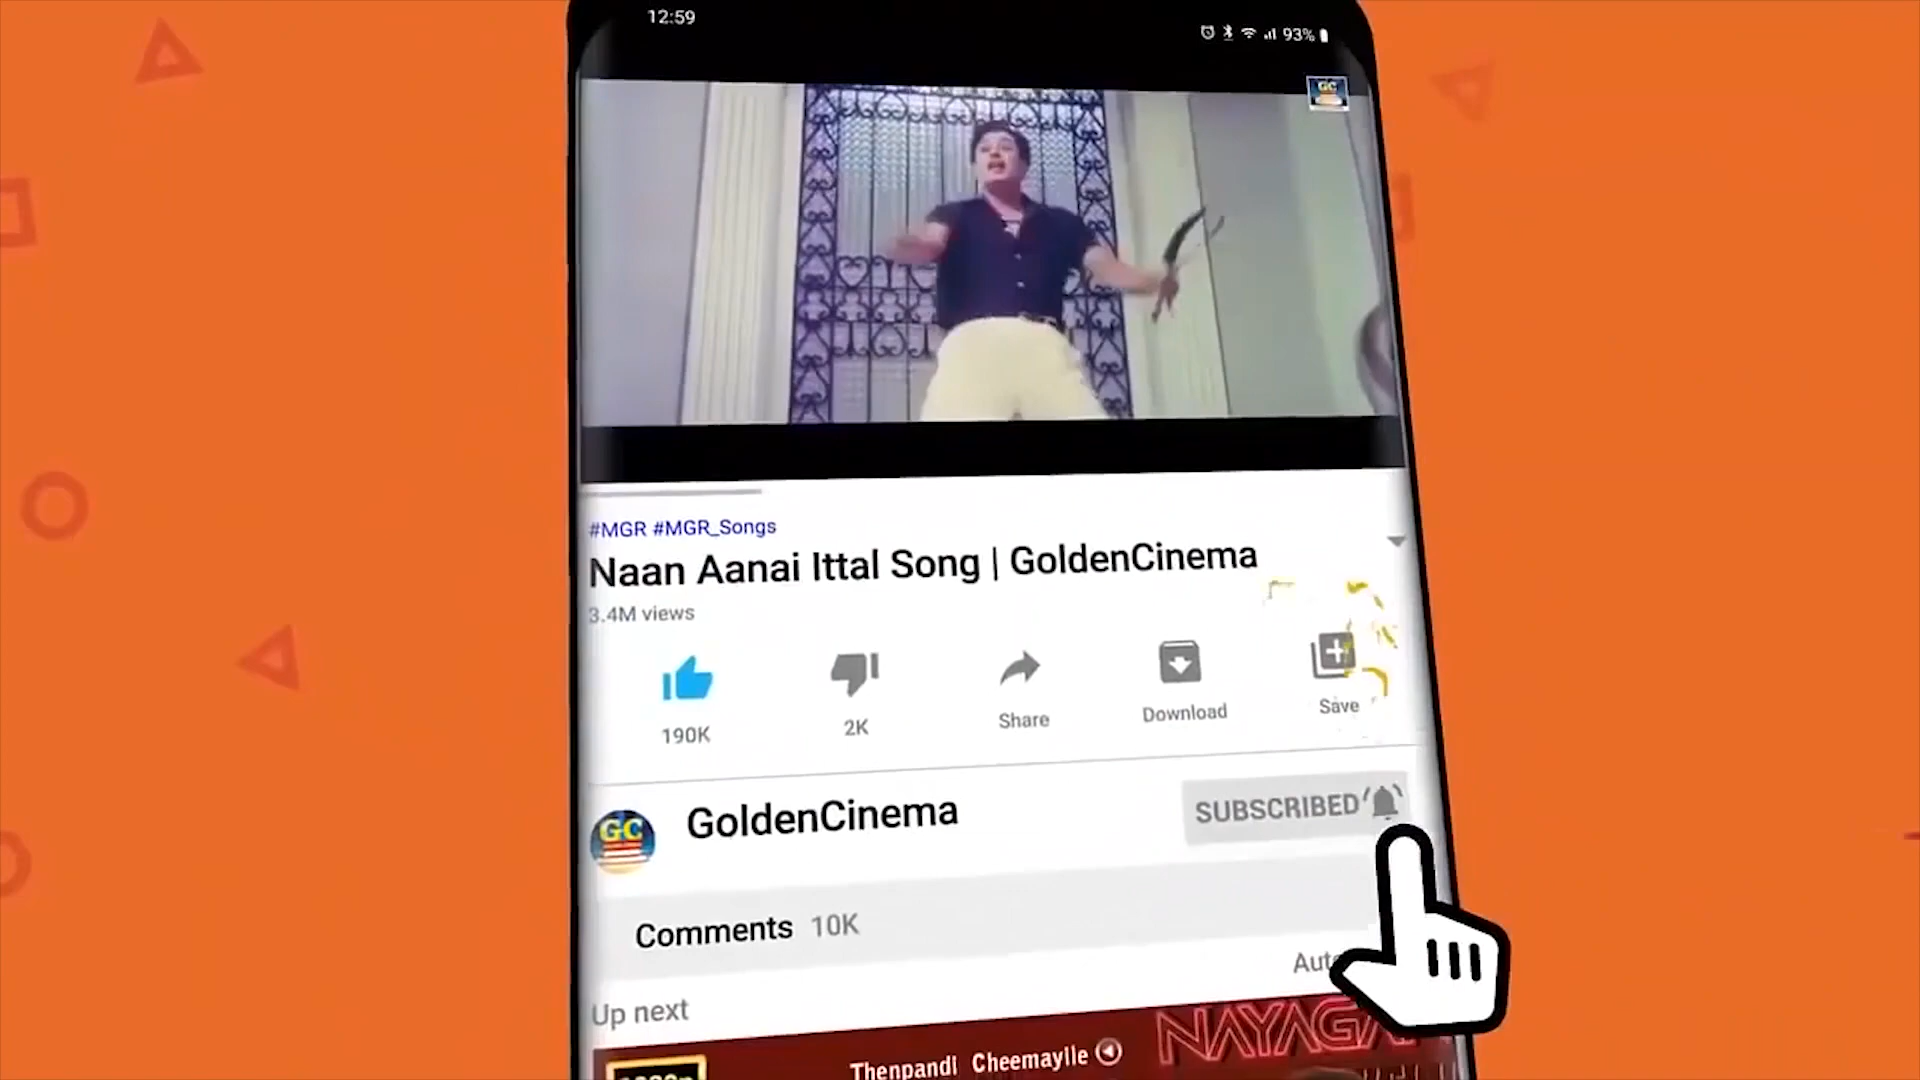 12:59
93%
GC
#MGR #MGR_Songs
Naan Aanai Ittal Song | GoldenCinema
3.4M views
190K
2K
Share
Download
Save
GC
GoldenCinema
SUBSCRIBED
Comments 10K
Up next
Thenpandi Cheemaylle